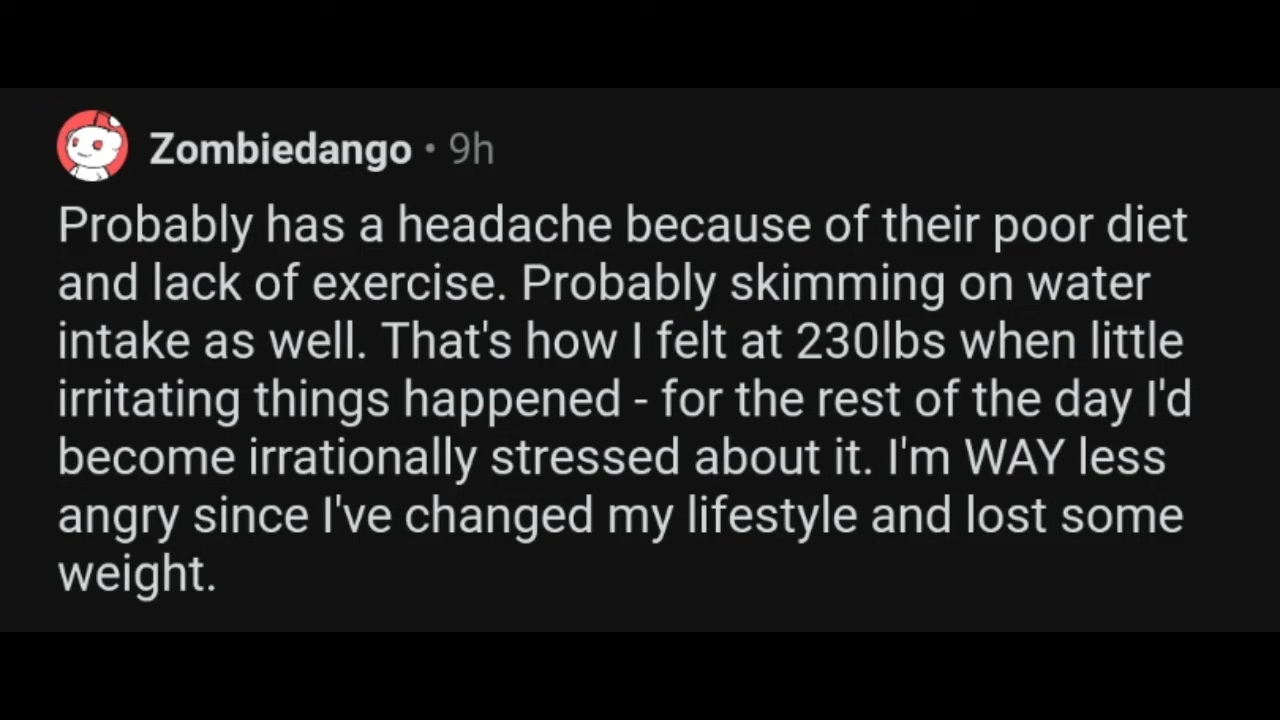 Zombiedango • 9h
Probably has a headache because of their poor diet
and lack of exercise. Probably skimming on water
intake as well. That's how I felt at 230lbs when little
irritating things happened - for the rest of the day I'd
become irrationally stressed about it. I'm WAY less
angry since I've changed my lifestyle and lost some
weight.